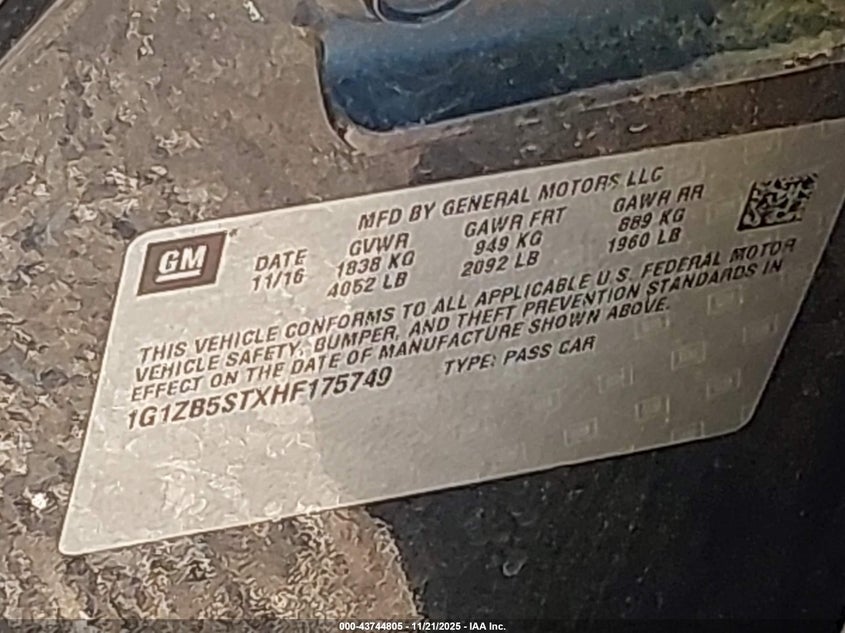 MFD BY GENERAL MOTORS LLC
GM
DATE GVWR GAWR FRT GAWR RR
11/16 1838 KG 949 KG 889 KG
4052 LB 2092 LB 1960 LB
THIS VEHICLE CONFORMS TO ALL APPLICABLE U.S. FEDERAL MOTOR
VEHICLE SAFETY, BUMPER, AND THEFT PREVENTION STANDARDS IN
EFFECT ON THE DATE OF MANUFACTURE SHOWN ABOVE.
1G1ZB5STXHF175749 TYPE: PASS CAR
000-43744805 - 11/21/2025 - IAA Inc.